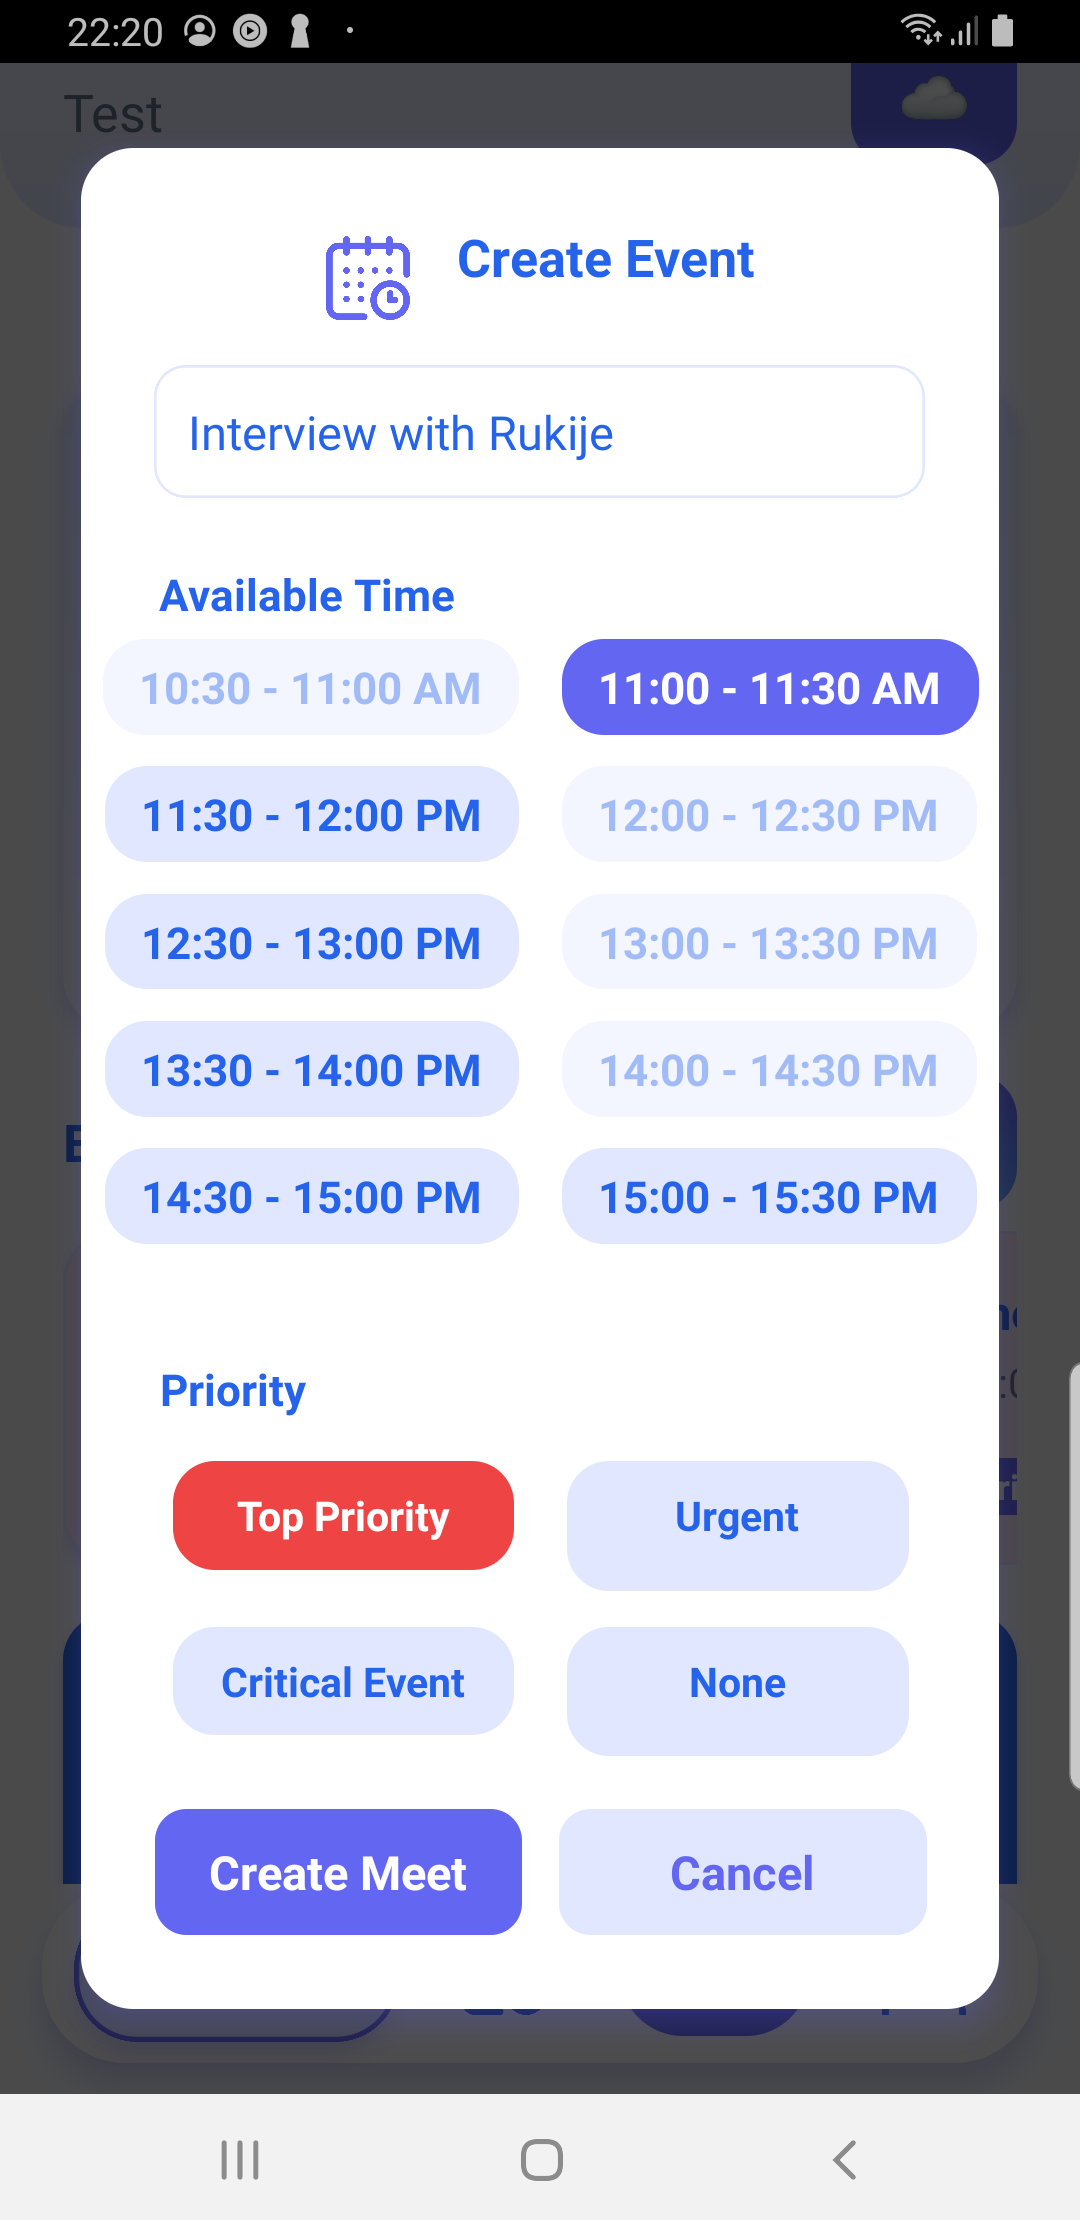 22:20
Test
Create Event
Interview with Rukije
Available Time
10:30 - 11:00 AM
11:00 - 11:30 AM
11:30 - 12:00 PM
12:00 - 12:30 PM
12:30 - 13:00 PM
13:00 - 13:30 PM
13:30 - 14:00 PM
14:00 - 14:30 PM
14:30 - 15:00 PM
15:00 - 15:30 PM
Priority
Top Priority
Urgent
Critical Event
None
Create Meet
Cancel